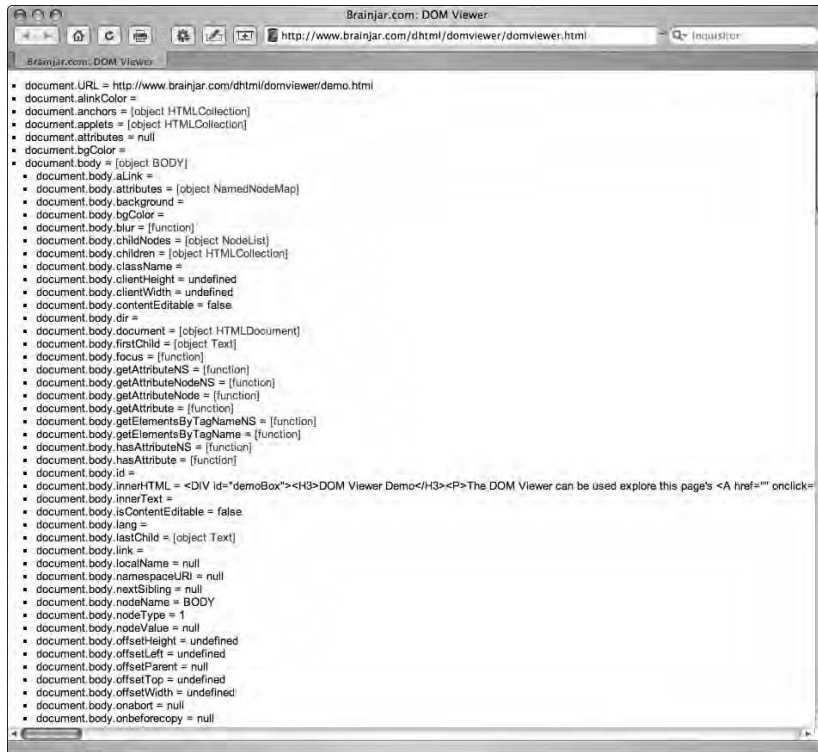 Brainjar.com: DOM Viewer
http://www.brainjar.com/dhtml/domviewer/domviewer.html
Inquisitor
Brainjar.com: DOM Viewer
document.URL = http://www.brainjar.com/dhtml/domviewer/demo.html
document.alinkColor =
document.anchors = [object HTMLCollection]
document.applets = [object HTMLCollection]
document.attributes = null
document.bgColor =
document.body = [object BODY]
document.body.aLink =
document.body.attributes = [object NamedNodeMap]
document.body.background =
document.body.bgColor =
document.body.blur = [function]
document.body.childNodes = [object NodeList]
document.body.children = [object HTMLCollection]
document.body.className =
document.body.clientHeight = undefined
document.body.clientWidth = undefined
document.body.contentEditable = false
document.body.dir =
document.body.document = [object HTMLDocument]
document.body.firstChild = [object Text]
document.body.focus = [function]
document.body.getAttributeNS = [function]
document.body.getAttributeNodeNS = [function]
document.body.getAttributeNode = [function]
document.body.getAttribute = [function]
document.body.getElementsByTagNameNS = [function]
document.body.getElementsByTagName = [function]
document.body.hasAttributeNS = [function]
document.body.hasAttribute = [function]
document.body.id =
document.body.innerHTML = <DIV id="demoBox"><H3>DOM Viewer Demo</H3><P>The DOM Viewer can be used explore this page's <A href="" onclick=
document.body.innerText =
document.body.isContentEditable = false
document.body.lang =
document.body.lastChild = [object Text]
document.body.link =
document.body.localName = null
document.body.namespaceURI = null
document.body.nextSibling = null
document.body.nodeName = BODY
document.body.nodeType = 1
document.body.nodeValue = null
document.body.offsetHeight = undefined
document.body.offsetLeft = undefined
document.body.offsetParent = null
document.body.offsetTop = undefined
document.body.offsetWidth = undefined
document.body.onabort = null
document.body.onbeforecopy = null